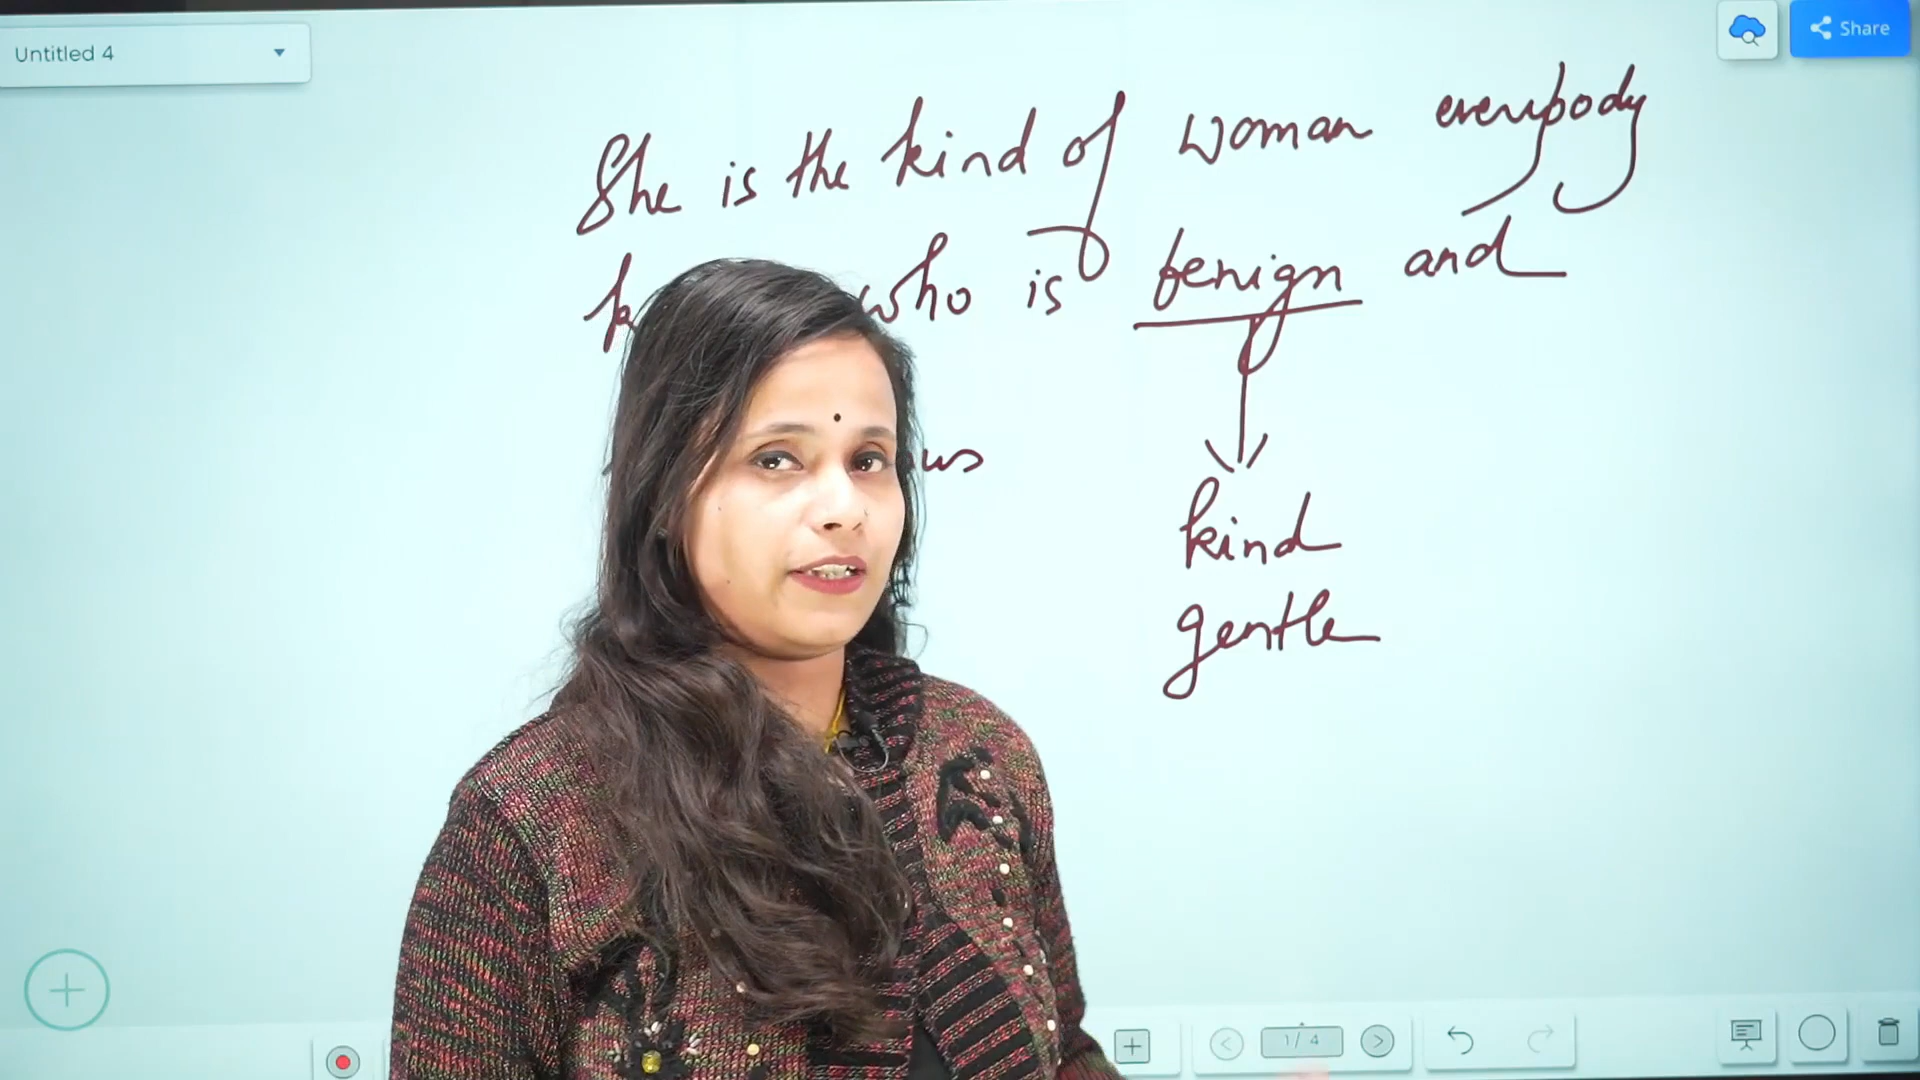 Untitled 4
Share
She is the kind of woman everybody
who is benign and
kind
gentle
1 / 4